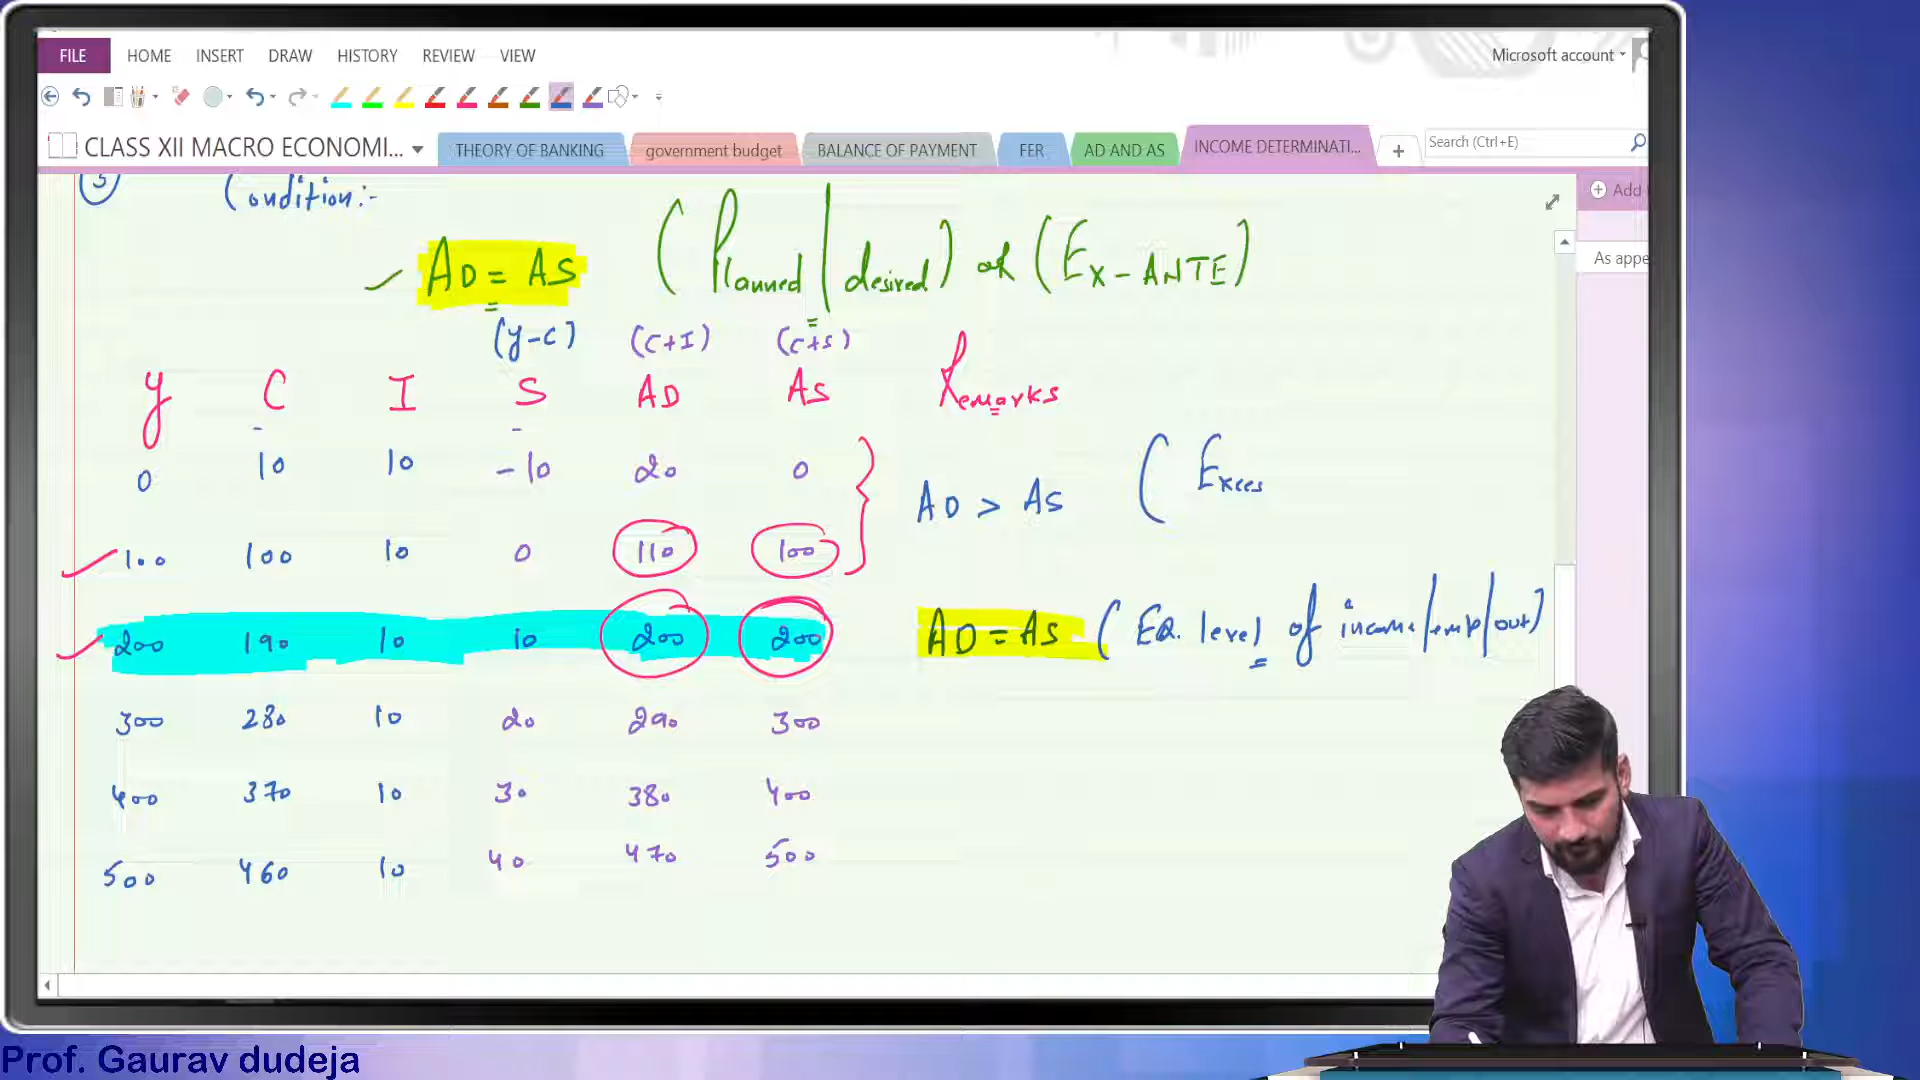 FILE HOME INSERT DRAW HISTORY REVIEW VIEW Microsoft account
CLASS XII MACRO ECONOMI... THEORY OF BANKING government budget BALANCE OF PAYMENT FER AD AND AS INCOME DETERMINATI... + Search (Ctrl+E)
Add
As appe
3 Condition:-
AD = AS (Planned/desired) or (EX-ANTE)
(y-c) (C+I) (C+S)
y C I S AD AS Remarks
0 10 10 -10 20 0
AD > AS ( Exces
100 100 10 0 110 100
200 190 10 10 200 200 AD = AS ( EQ. level of income/emp/out)
300 280 10 20 290 300
400 370 10 30 380 400
500 460 10 40 470 500
Prof. Gaurav dudeja